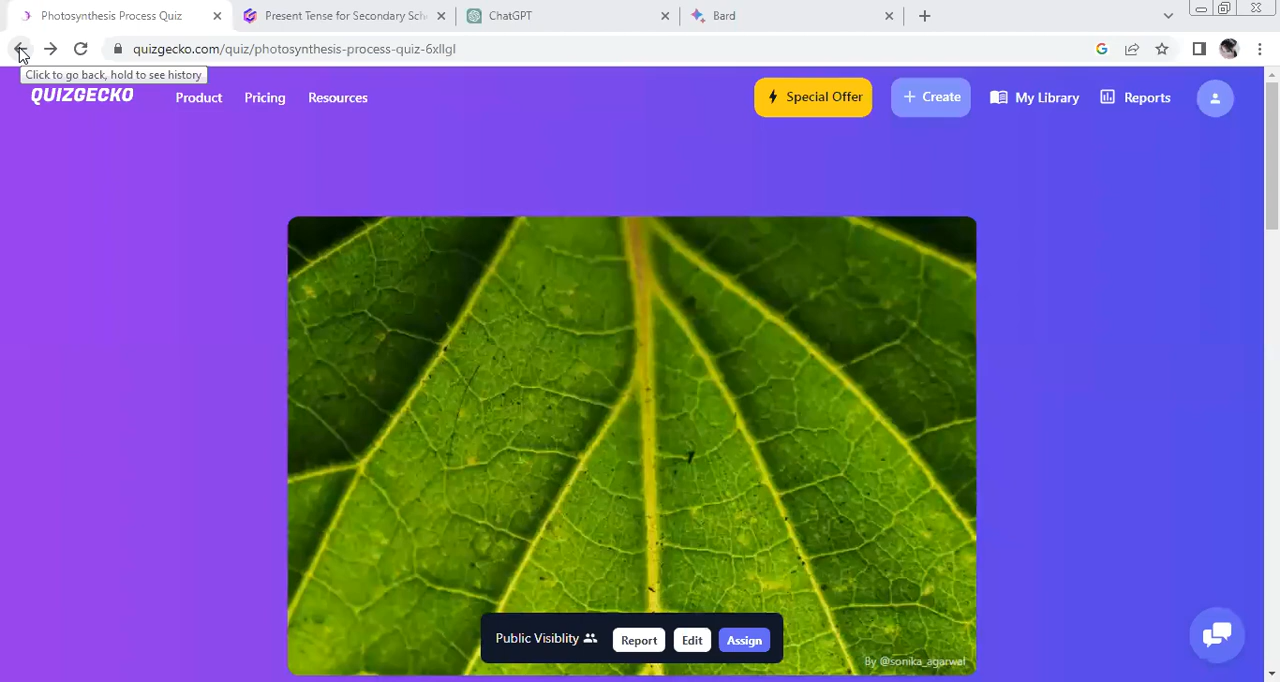 Photosynthesis Process Quiz
Present Tense for Secondary Sch
ChatGPT
Bard
quizgecko.com/quiz/photosynthesis-process-quiz-6xllgl
Click to go back, hold to see history
QUIZGECKO
Product
Pricing
Resources
Special Offer
+ Create
My Library
Reports
Public Visiblity
Report
Edit
Assign
By @sonika_agarwal